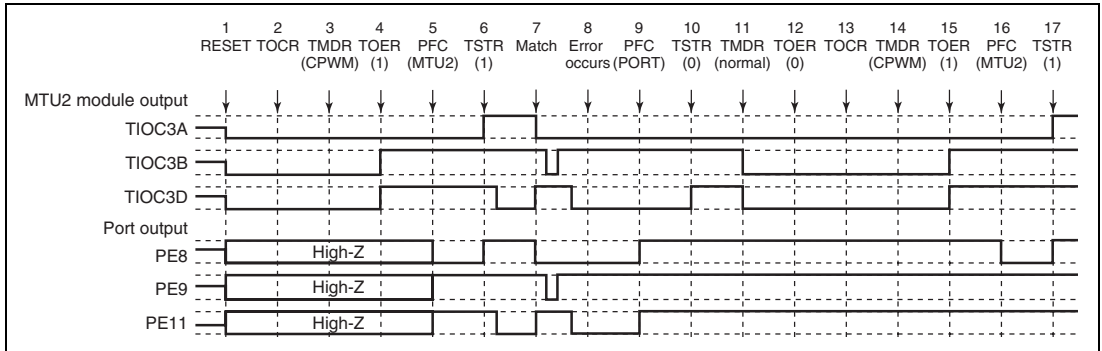 1 2 3 4 5 6 7 8 9 10 11 12 13 14 15 16 17
RESET TOCR TMDR TOER PFC TSTR Match Error PFC TSTR TMDR TOER TOCR TMDR TOER PFC TSTR
(CPWM) (1) (MTU2) (1) occurs (PORT) (0) (normal) (0) (CPWM) (1) (MTU2) (1)
MTU2 module output
TIOC3A
TIOC3B
TIOC3D
Port output
PE8 High-Z
PE9 High-Z
PE11 High-Z